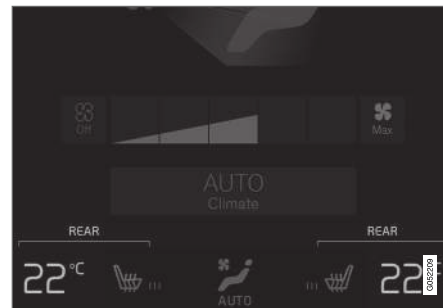 Off
Max
AUTO
Climate
REAR REAR
22°C 22°
AUTO
G052209